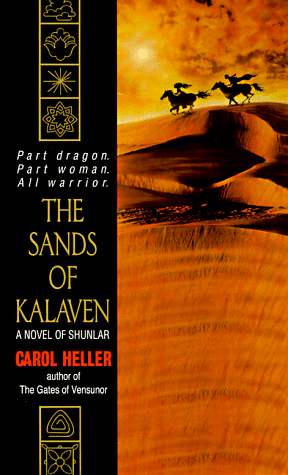 Part dragon.
Part woman.
All warrior.
THE
SANDS
OF
KALAVEN
A NOVEL OF SHUNLAR
CAROL HELLER
author of
The Gates of Vensunor